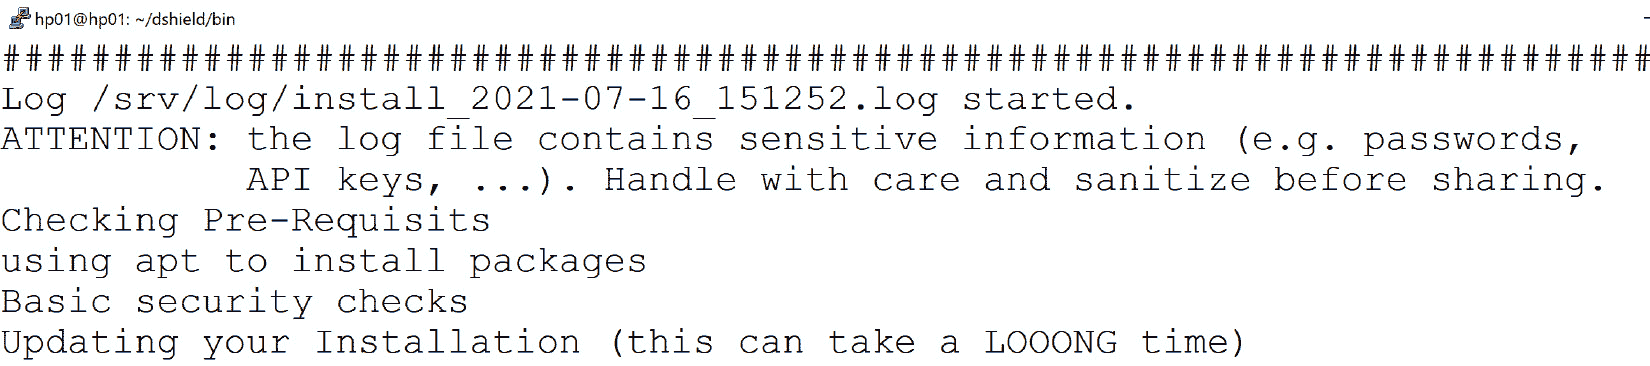 hp01@hp01: ~/dshield/bin
##########################################################################
Log /srv/log/install_2021-07-16_151252.log started.
ATTENTION: the log file contains sensitive information (e.g. passwords,
           API keys, ...). Handle with care and sanitize before sharing.
Checking Pre-Requisits
using apt to install packages
Basic security checks
Updating your Installation (this can take a LOOONG time)